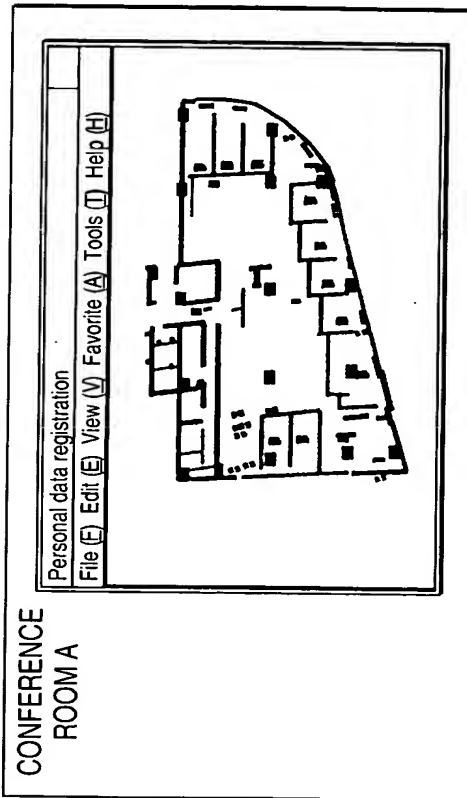 CONFERENCE
ROOM A
Personal data registration
File (F) Edit (E) View (V) Favorite (A) Tools (T) Help (H)